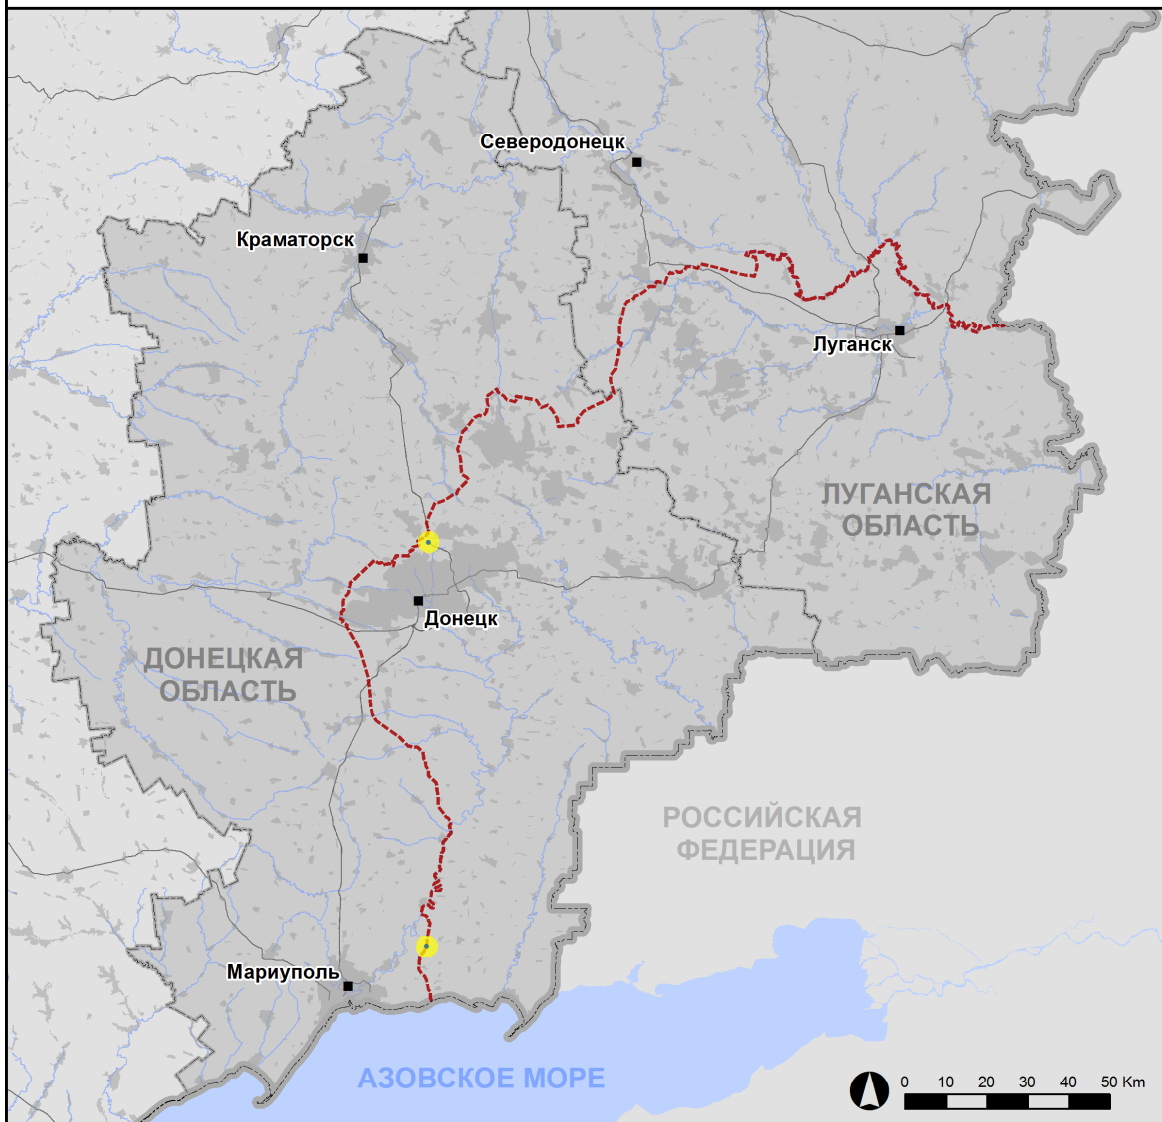 Северодонецк
Краматорск
Луганск
ЛУГАНСКАЯ
ОБЛАСТЬ
Донецк
ДОНЕЦКАЯ
ОБЛАСТЬ
РОССИЙСКАЯ
ФЕДЕРАЦИЯ
Мариуполь
АЗОВСКОЕ МОРЕ
0 10 20 30 40 50 Km